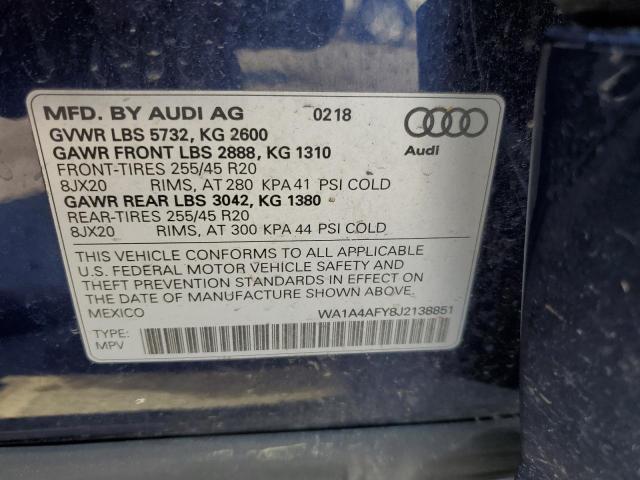 MFD. BY AUDI AG 0218
GVWR LBS 5732, KG 2600
GAWR FRONT LBS 2888, KG 1310
Audi
FRONT-TIRES 255/45 R20
8JX20 RIMS, AT 280 KPA 41 PSI COLD
GAWR REAR LBS 3042, KG 1380
REAR-TIRES 255/45 R20
8JX20 RIMS, AT 300 KPA 44 PSI COLD
THIS VEHICLE CONFORMS TO ALL APPLICABLE
U.S. FEDERAL MOTOR VEHICLE SAFETY AND
THEFT PREVENTION STANDARDS IN EFFECT ON
THE DATE OF MANUFACTURE SHOWN ABOVE.
MEXICO WA1A4AFY8J2138851
TYPE:
MPV